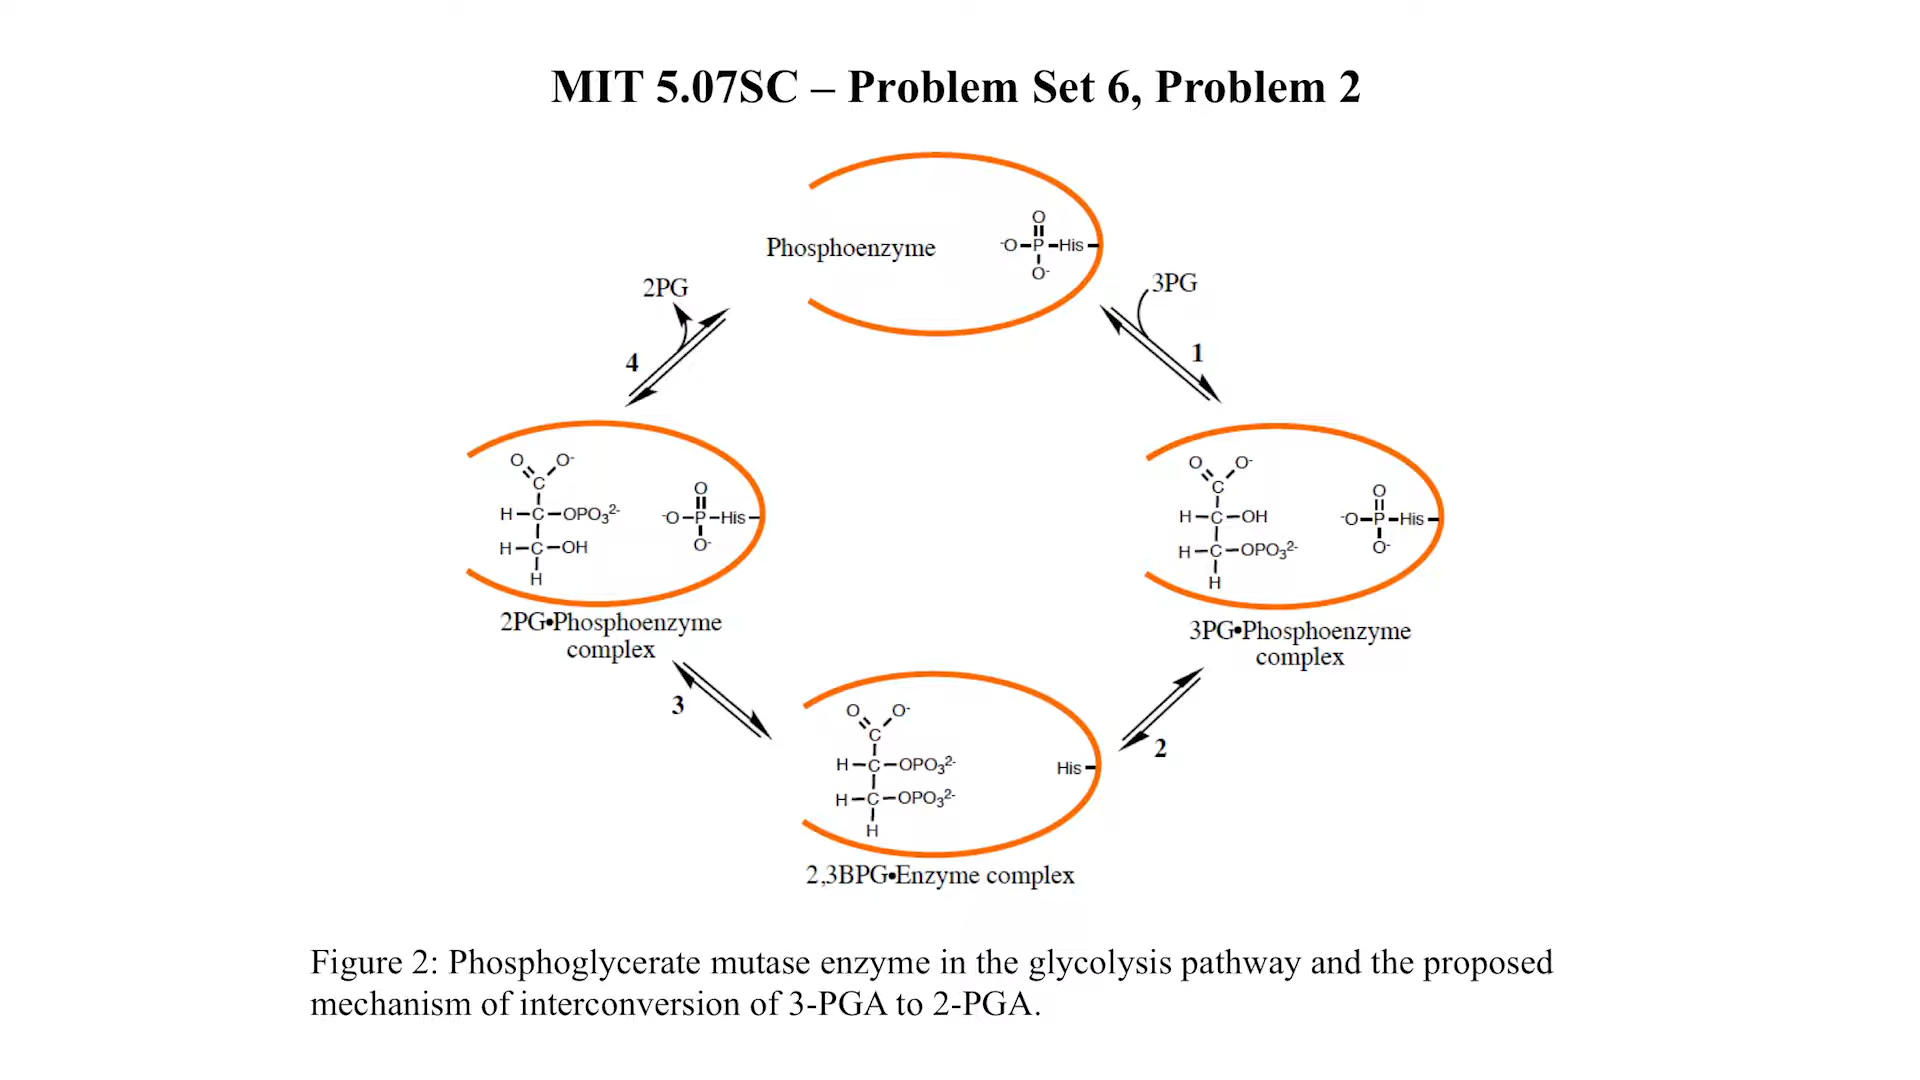 MIT 5.07SC – Problem Set 6, Problem 2
Phosphoenzyme
O
-O–P–His
O-
2PG
3PG
4
1
O O-
C
H–C–OPO₃²⁻
H–C–OH
H
O
-O–P–His
O-
2PG•Phosphoenzyme
complex
O O-
C
H–C–OH
H–C–OPO₃²⁻
H
O
-O–P–His
O-
3PG•Phosphoenzyme
complex
3
2
O O-
C
H–C–OPO₃²⁻
H–C–OPO₃²⁻
H
His
2,3BPG•Enzyme complex
Figure 2: Phosphoglycerate mutase enzyme in the glycolysis pathway and the proposed
mechanism of interconversion of 3-PGA to 2-PGA.